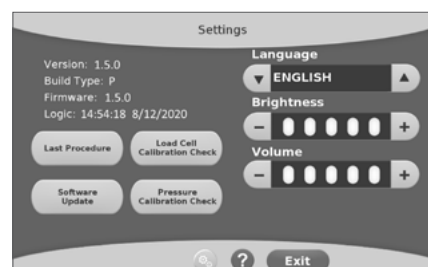 Settings
Version: 1.5.0
Build Type: P
Firmware: 1.5.0
Logic: 14:54:18 8/12/2020
Last Procedure
Load Cell
Calibration Check
Software
Update
Pressure
Calibration Check
Language
ENGLISH
Brightness
- +
Volume
- +
? Exit